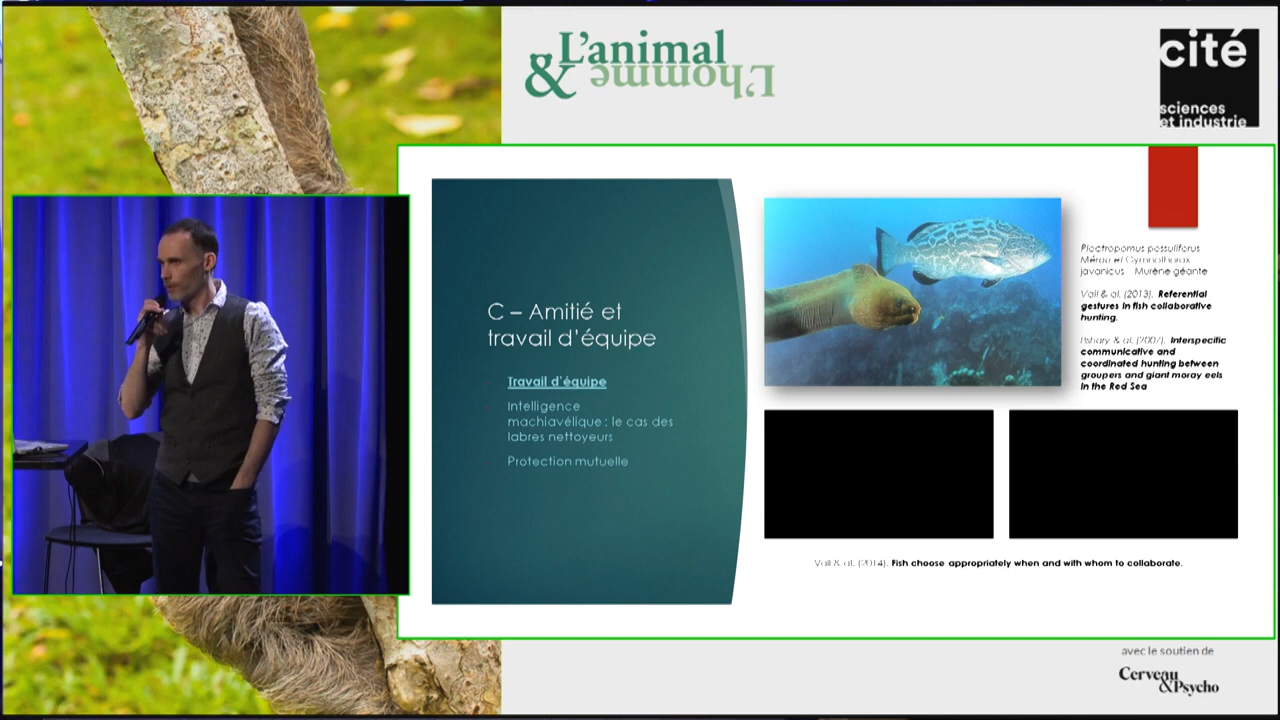 L'animal
& L'homme
cité
sciences
et industrie
C – Amitié et
travail d'équipe
Travail d'équipe
Intelligence
machiavélique : le cas des
labres nettoyeurs
Protection mutuelle
Mérou et Gymnothorax
javanicus Murène géante
Vail & al. (2013). Referential
gestures in fish collaborative
hunting.
Bshary & al. (2007). Interspecific
communicative and
coordinated hunting between
groupers and giant moray eels
in the Red Sea
Vail & al. (2014). Fish choose appropriately when and with whom to collaborate.
avec le soutien de
Cerveau
&Psycho